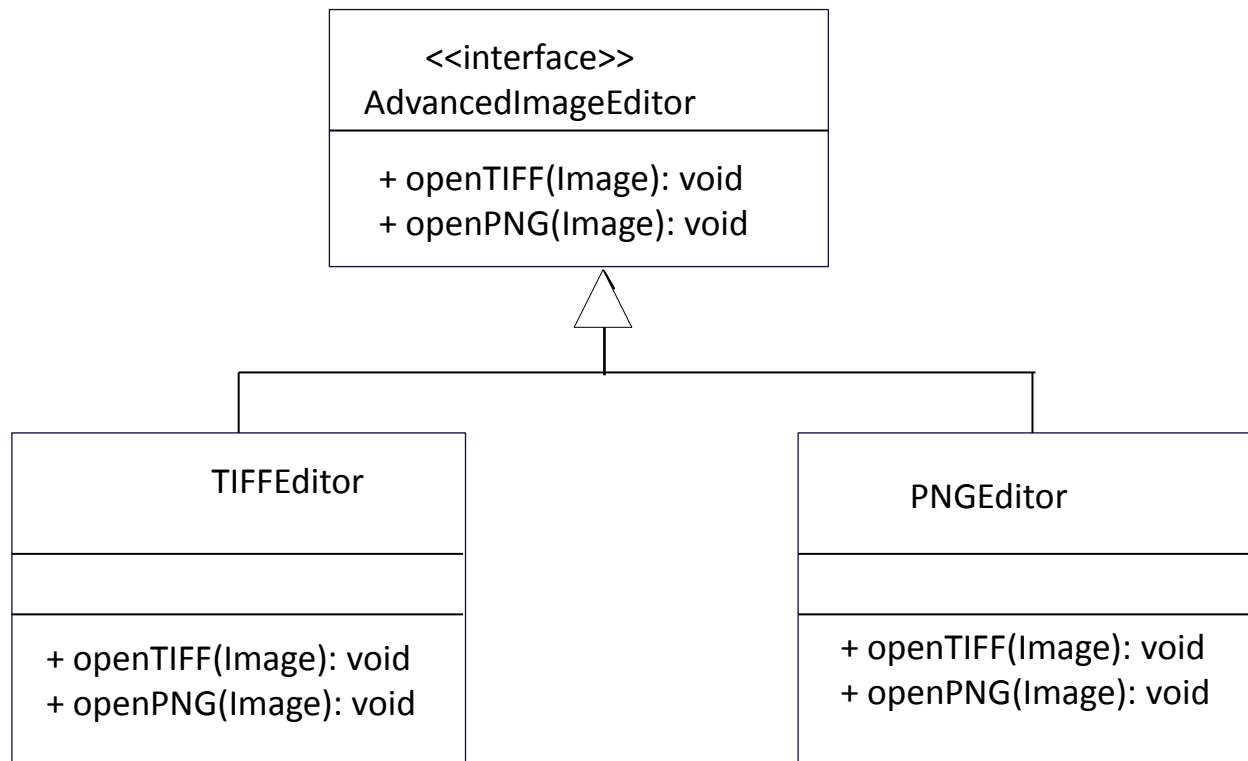 <<interface>>
AdvancedImageEditor
+ openTIFF(Image): void
+ openPNG(Image): void
TIFFEditor
+ openTIFF(Image): void
+ openPNG(Image): void
PNGEditor
+ openTIFF(Image): void
+ openPNG(Image): void